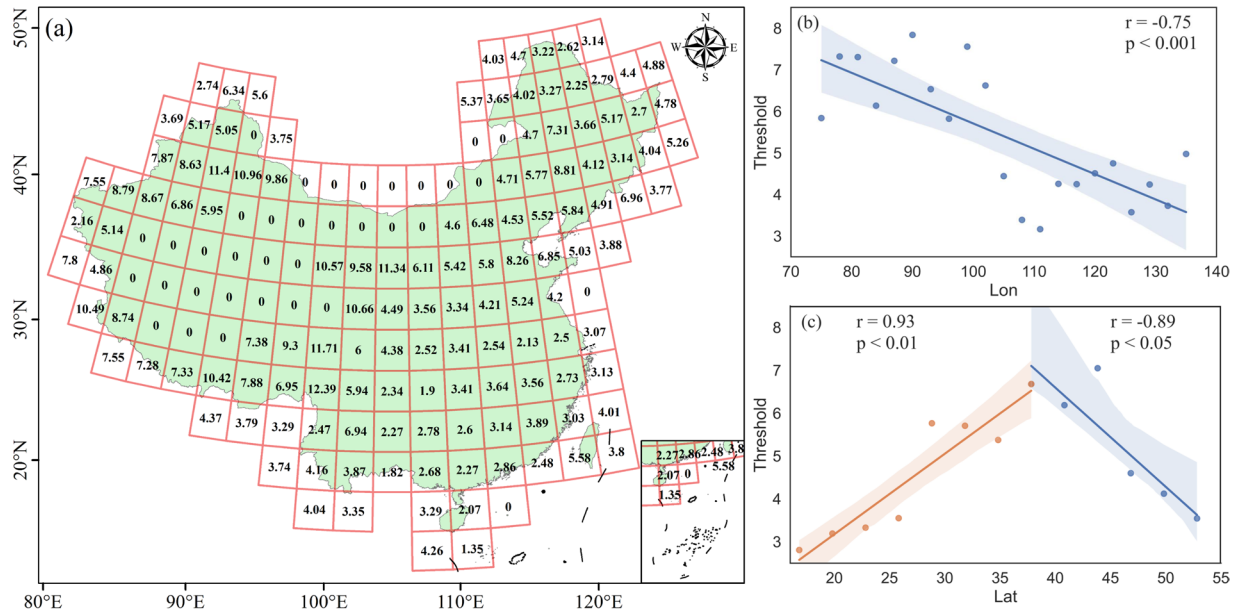 (a)
N
W E
S
50°N
40°N
30°N
20°N
80°E 90°E 100°E 110°E 120°E
4.03 4.7 3.22 2.62 3.14
2.74 6.34 5.6
5.37 3.65 4.02 3.27 2.25 2.79 4.4 4.88
3.69 5.17 5.05 0 3.75
0 0 4.7 7.31 3.66 5.17 2.7 4.78
7.87 8.63 11.4 10.96 9.86 0 0 0 0 0 0 4.71 5.77 8.81 4.12 3.14 4.04 5.26
7.55 8.79 8.67 6.86 5.95 0 0 0 0 0 0 4.6 6.48 4.53 5.52 5.84 4.91 6.96 3.77
2.16 5.14 0 0 0 0 0 10.57 9.58 11.34 6.11 5.42 5.8 8.26 6.85 5.03 3.88
7.8 4.86 0 0 0 0 0 0 10.66 4.49 3.56 3.34 4.21 5.24 4.2 0
10.49 8.74 0 0 7.38 9.3 11.71 6 4.38 2.52 3.41 2.54 2.13 2.5 3.07
7.55 7.28 7.33 10.42 7.88 6.95 12.39 5.94 2.34 1.9 3.41 3.64 3.56 2.73 3.13
4.37 3.79 3.29 2.47 6.94 2.27 2.78 2.6 3.14 3.89 3.03 4.01
3.74 4.16 3.87 1.82 2.68 2.27 2.86 2.48 5.58 3.8
4.04 3.35 3.29 2.07 0
4.26 1.35
2.27 2.86 2.48 3.8
2.07 0 5.58
1.35
(b)
r = -0.75
p < 0.001
Threshold
8
7
6
5
4
3
70 80 90 100 110 120 130 140
Lon
(c)
r = 0.93
p < 0.01
r = -0.89
p < 0.05
Threshold
8
7
6
5
4
3
20 25 30 35 40 45 50 55
Lat